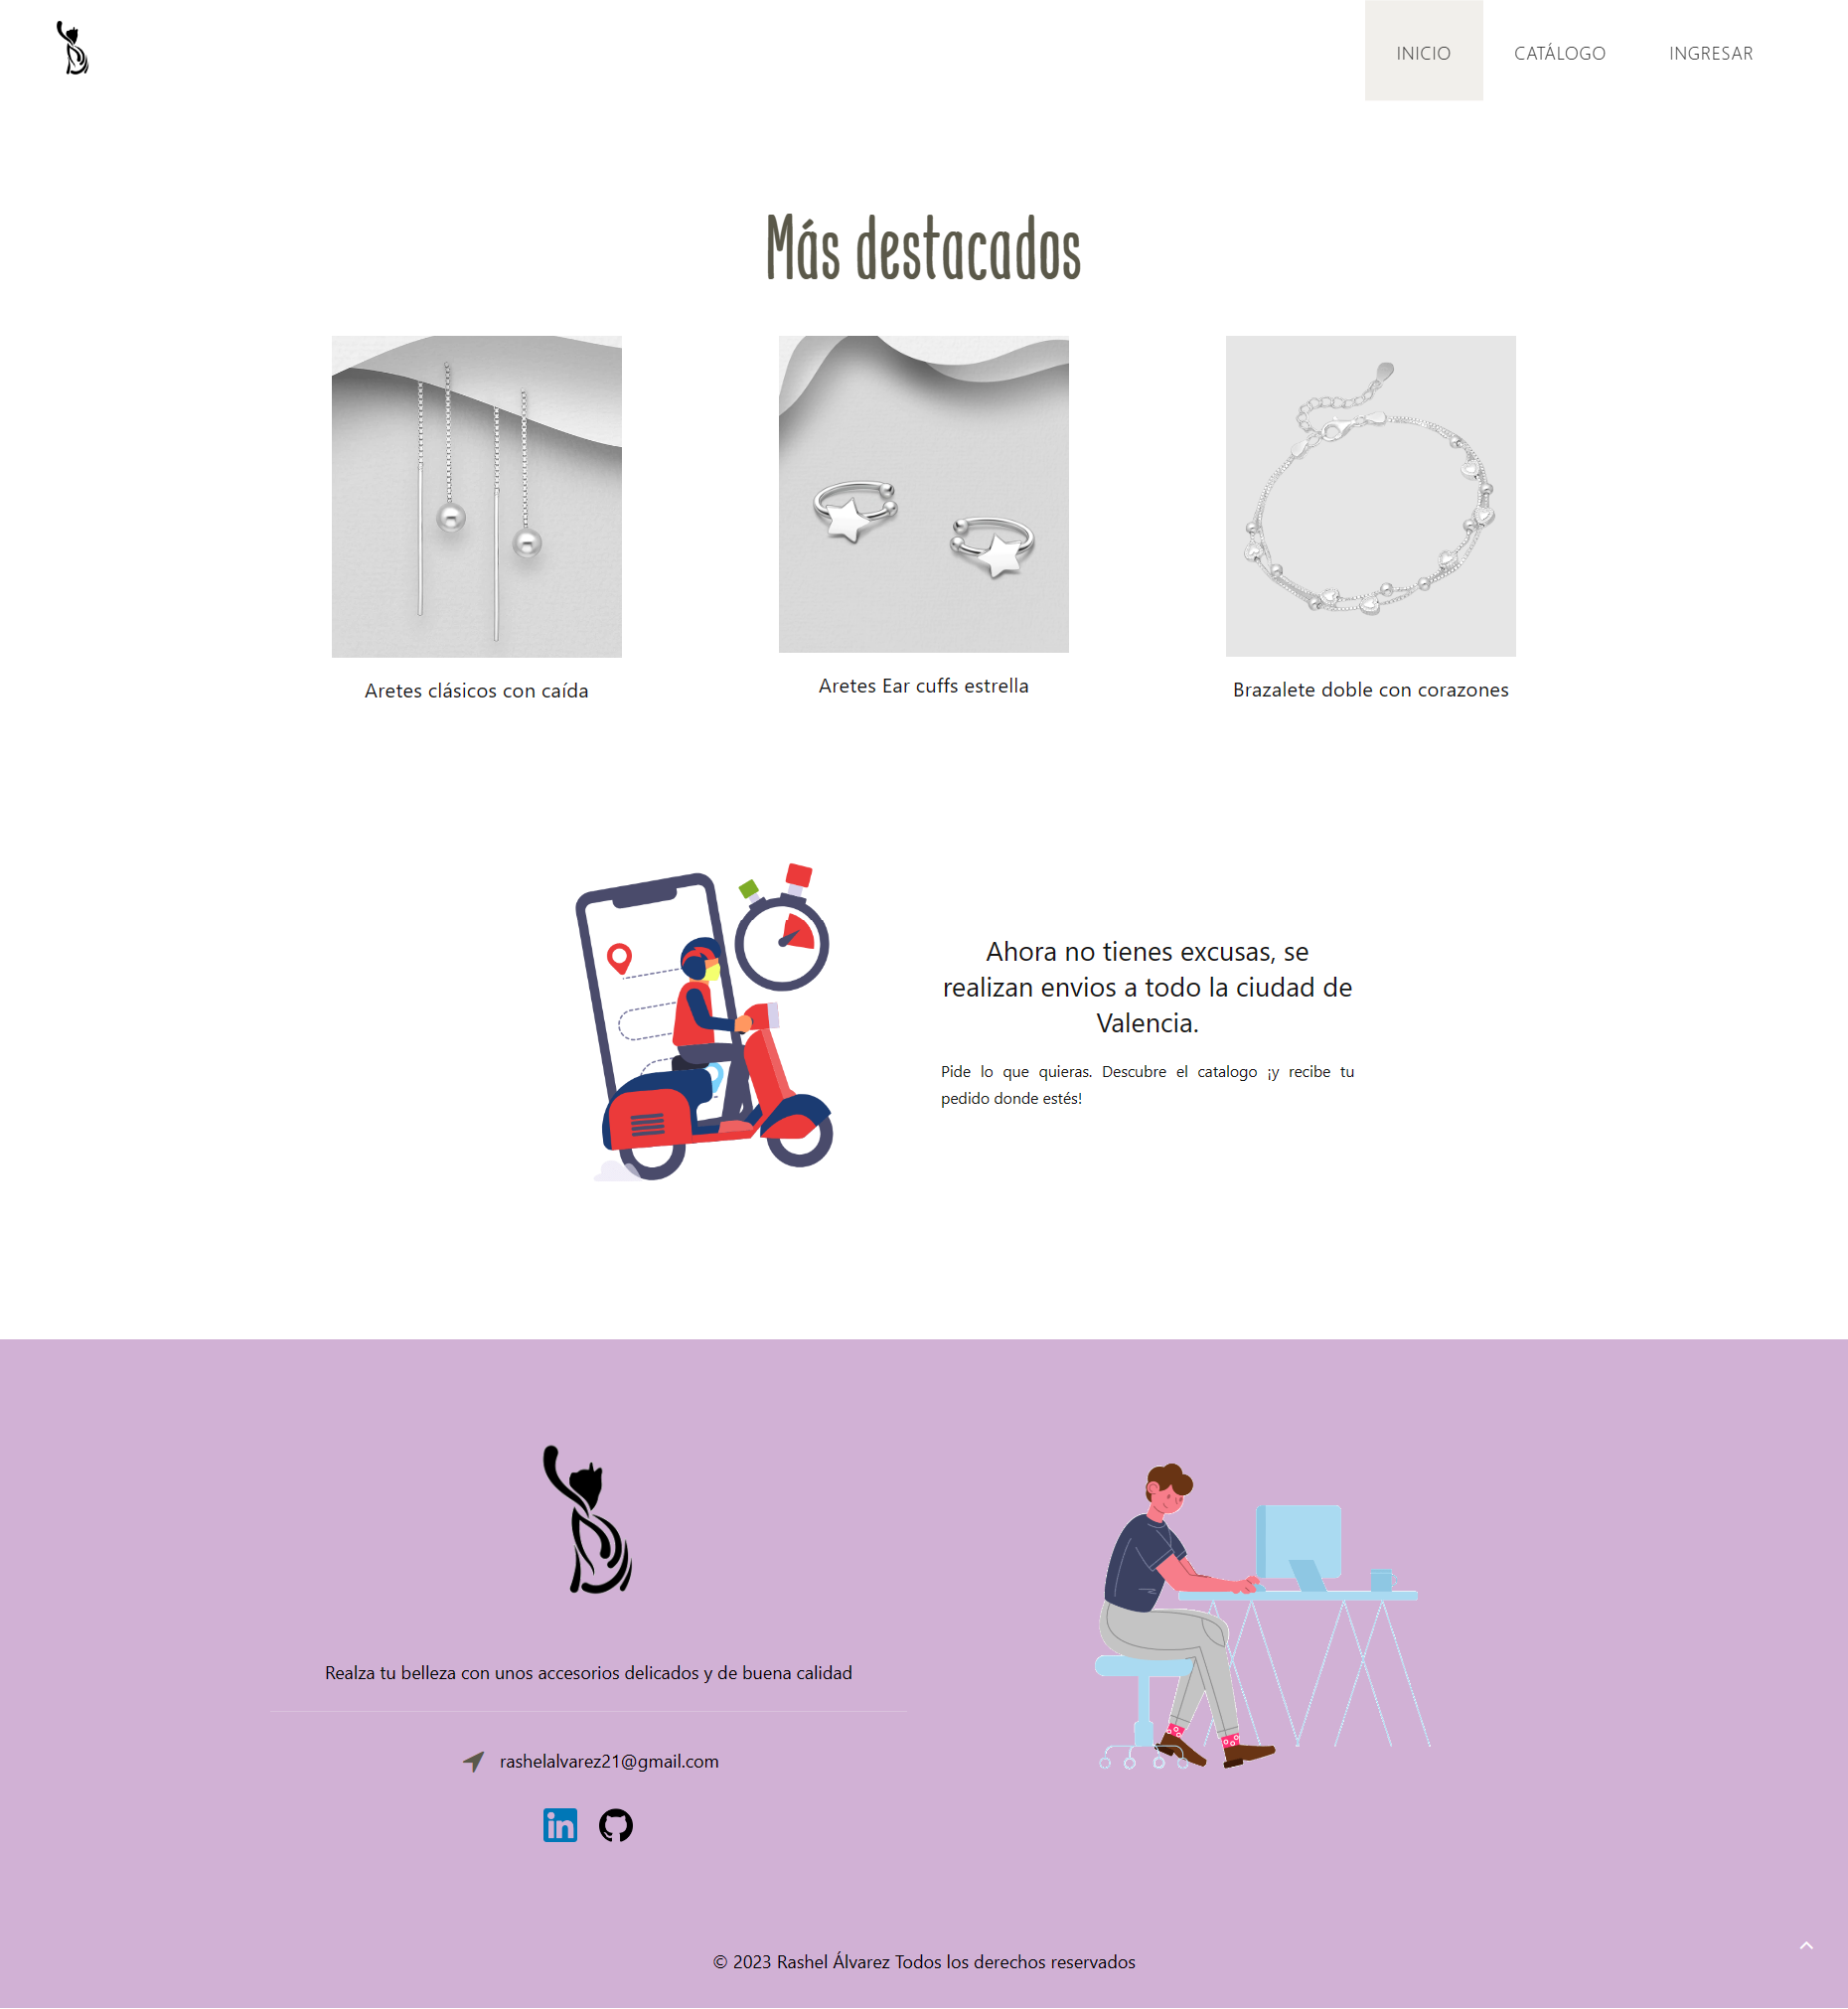 INICIO
CATÁLOGO
INGRESAR
Más destacados
Aretes clásicos con caída
Aretes Ear cuffs estrella
Brazalete doble con corazones
Ahora no tienes excusas, se
realizan envios a todo la ciudad de
Valencia.
Pide lo que quieras. Descubre el catalogo ¡y recibe tu
pedido donde estés!
Realza tu belleza con unos accesorios delicados y de buena calidad
rashelalvarez21@gmail.com
in
© 2023 Rashel Álvarez Todos los derechos reservados